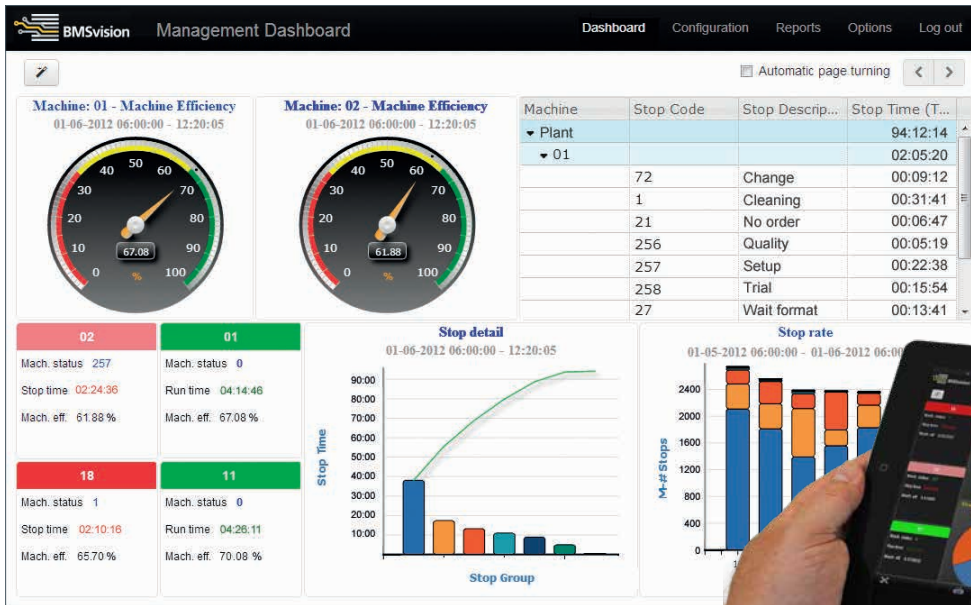 BMSvision Management Dashboard Dashboard Configuration Reports Options Log out
Automatic page turning
Machine: 01 - Machine Efficiency
01-06-2012 06:00:00 - 12:20:05
0 10 20 30 40 50 60 70 80 90 100
67.08
%
Machine: 02 - Machine Efficiency
01-06-2012 06:00:00 - 12:20:05
0 10 20 30 40 50 60 70 80 90 100
61.88
%
Machine Stop Code Stop Descrip... Stop Time (T...
Plant 94:12:14
01 02:05:20
72 Change 00:09:12
1 Cleaning 00:31:41
21 No order 00:06:47
256 Quality 00:05:19
257 Setup 00:22:38
258 Trial 00:15:54
27 Wait format 00:13:41
02
Mach. status 257
Stop time 02:24:36
Mach. eff. 61.88 %
01
Mach. status 0
Run time 04:14:46
Mach. eff. 67.08 %
18
Mach. status 1
Stop time 02:10:16
Mach. eff. 65.70 %
11
Mach. status 0
Run time 04:26:11
Mach. eff. 70.08 %
Stop detail
01-06-2012 06:00:00 - 12:20:05
Stop Time
90:00
80:00
70:00
60:00
50:00
40:00
30:00
20:00
10:00
Stop Group
Stop rate
01-05-2012 06:00:00 - 01-06-2012 06:00
M-# Stops
2400
2000
1600
1200
800
400
0